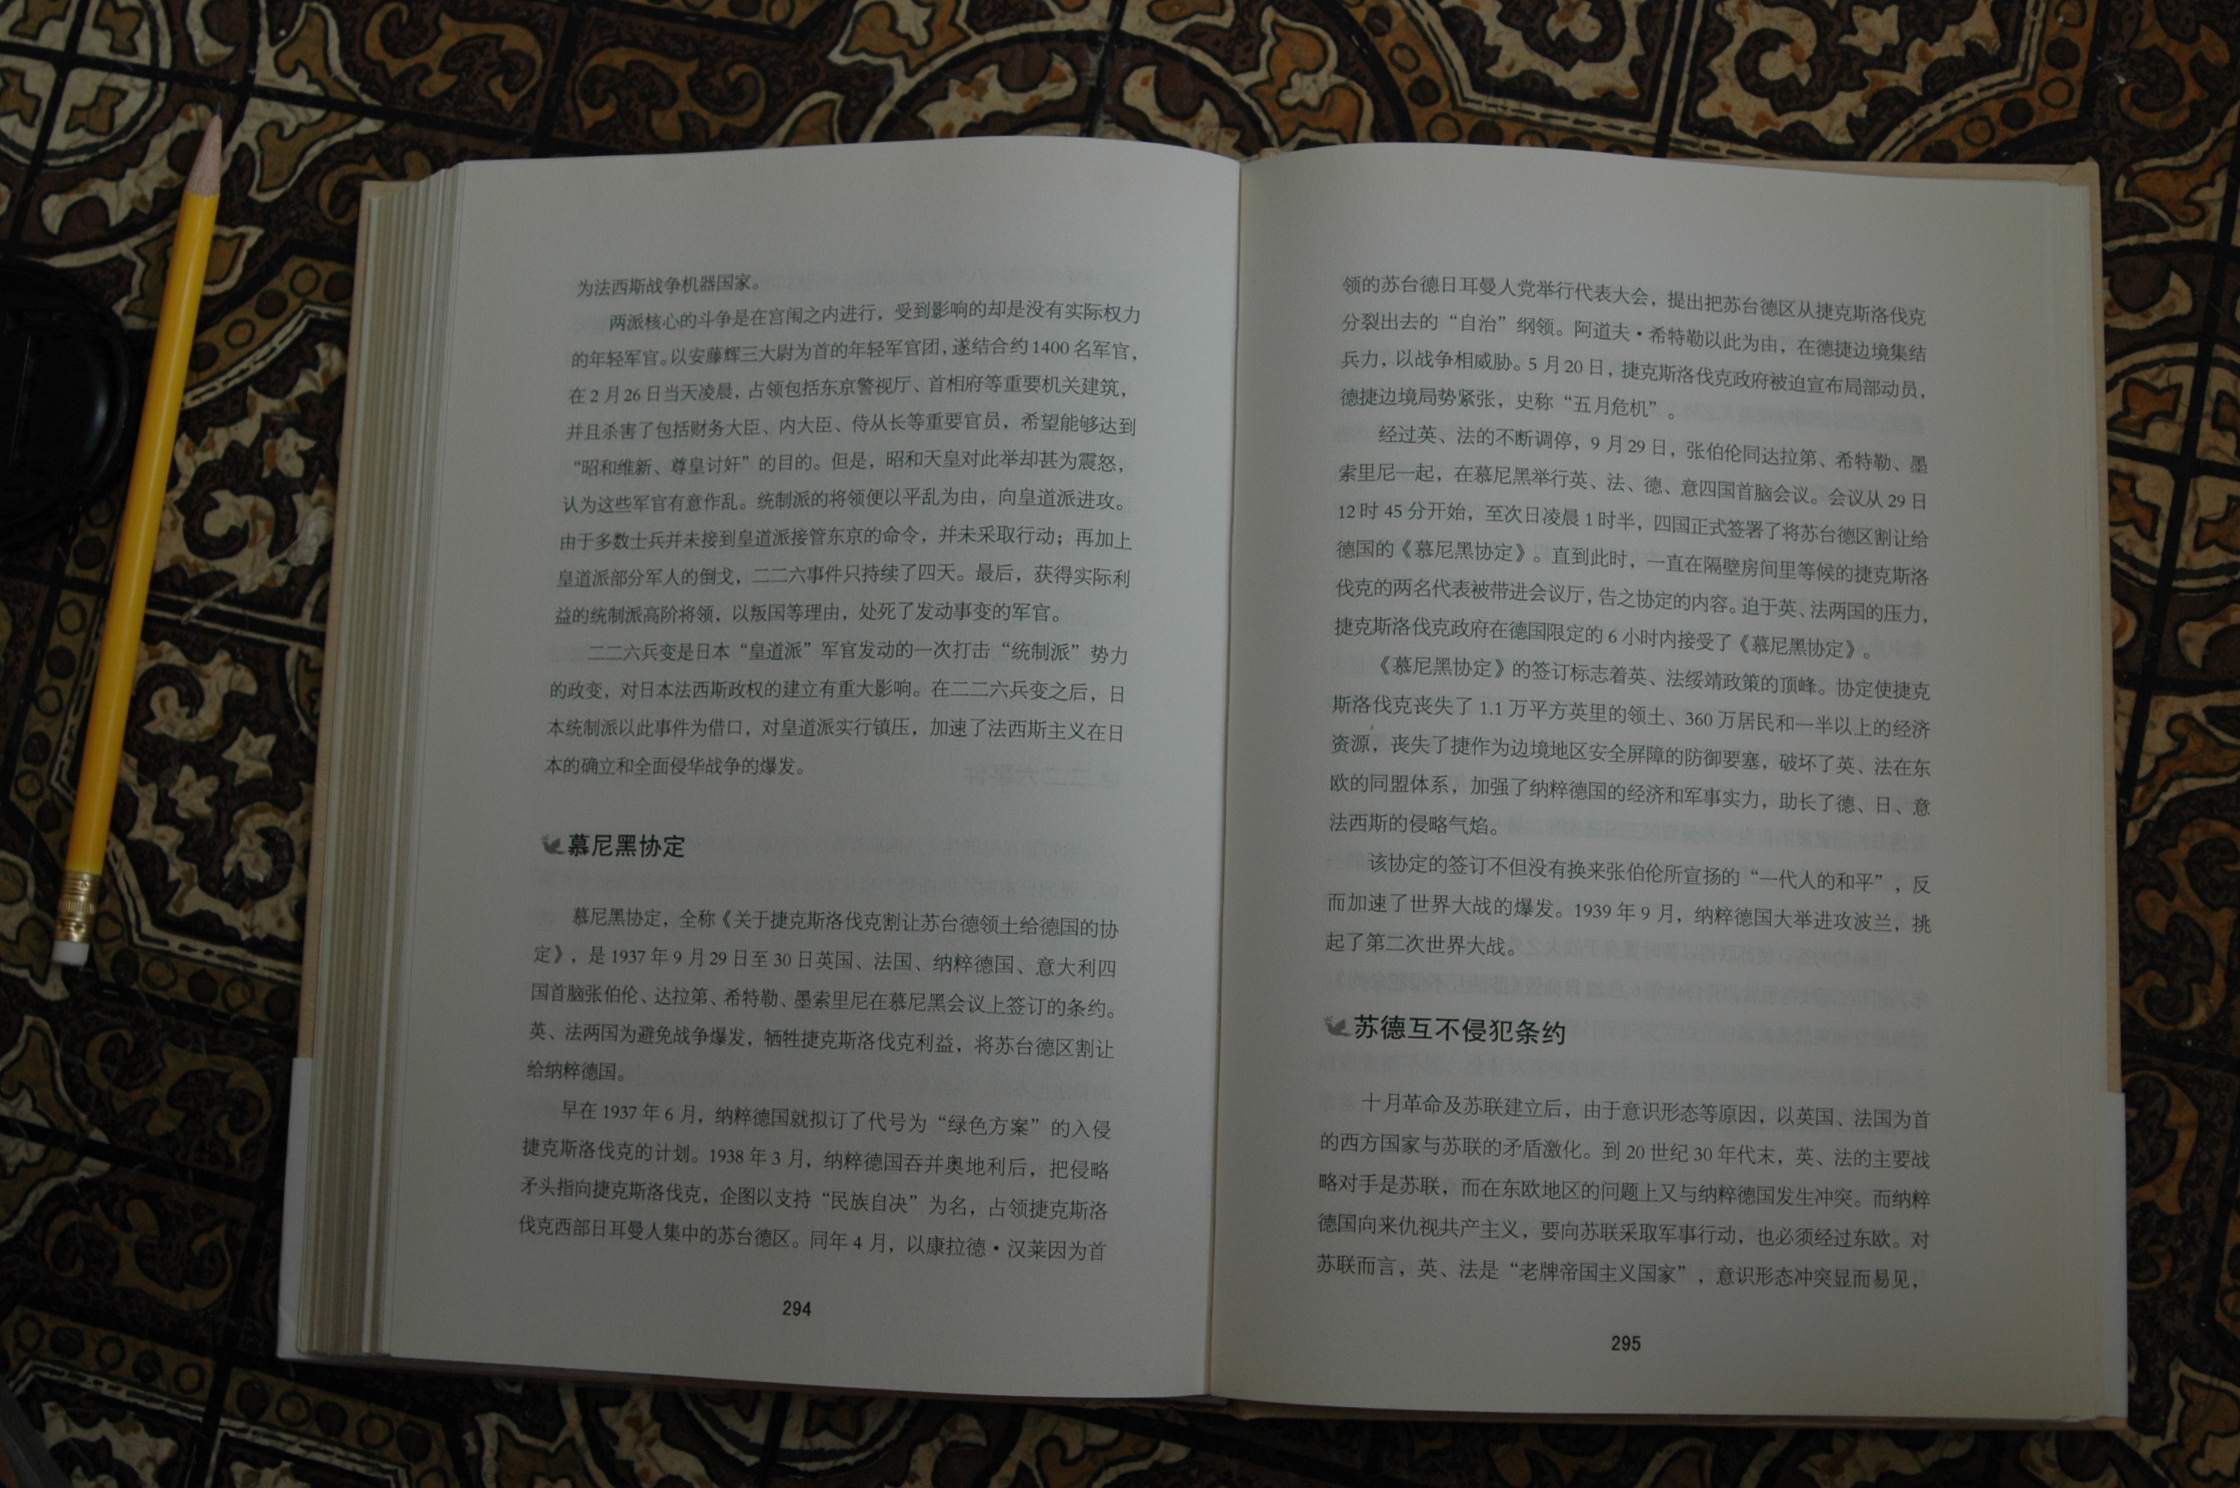 为法西斯战争机器国家。
两派核心的斗争是在宫闱之内进行，受到影响的却是没有实际权力
的年轻军官。以安藤辉三大尉为首的年轻军官团，遂结合约1400名军官，
在2月26日当天凌晨，占领包括东京警视厅、首相府等重要机关建筑，
并且杀害了包括财务大臣、内大臣、侍从长等重要官员，希望能够达到
“昭和维新、尊皇讨奸”的目的。但是，昭和天皇对此举却甚为震怒，
认为这些军官有意作乱。统制派的将领便以平乱为由，向皇道派进攻。
由于多数士兵并未接到皇道派接管东京的命令，并未采取行动；再加上
皇道派部分军人的倒戈，二二六事件只持续了四天。最后，获得实际利
益的统制派高阶将领，以叛国等理由，处死了发动事变的军官。
二二六兵变是日本“皇道派”军官发动的一次打击“统制派”势力
的政变，对日本法西斯政权的建立有重大影响。在二二六兵变之后，日
本统制派以此事件为借口，对皇道派实行镇压，加速了法西斯主义在日
本的确立和全面侵华战争的爆发。
慕尼黑协定
慕尼黑协定，全称《关于捷克斯洛伐克割让苏台德领土给德国的协
定》，是1937年9月29日至30日英国、法国、纳粹德国、意大利四
国首脑张伯伦、达拉第、希特勒、墨索里尼在慕尼黑会议上签订的条约。
英、法两国为避免战争爆发，牺牲捷克斯洛伐克利益，将苏台德区割让
给纳粹德国。
早在1937年6月，纳粹德国就拟订了代号为“绿色方案”的入侵
捷克斯洛伐克的计划。1938年3月，纳粹德国吞并奥地利后，把侵略
矛头指向捷克斯洛伐克，企图以支持“民族自决”为名，占领捷克斯洛
伐克西部日耳曼人集中的苏台德区。同年4月，以康拉德·汉莱因为首
294
领的苏台德日耳曼人党举行代表大会，提出把苏台德区从捷克斯洛伐克
分裂出去的“自治”纲领。阿道夫·希特勒以此为由，在德捷边境集结
兵力，以战争相威胁。5月20日，捷克斯洛伐克政府被迫宣布局部动员，
德捷边境局势紧张，史称“五月危机”。
经过英、法的不断调停，9月29日，张伯伦同达拉第、希特勒、墨
索里尼一起，在慕尼黑举行英、法、德、意四国首脑会议。会议从29日
12时45分开始，至次日凌晨1时半，四国正式签署了将苏台德区割让给
德国的《慕尼黑协定》。直到此时，一直在隔壁房间里等候的捷克斯洛
伐克的两名代表被带进会议厅，告之协定的内容。迫于英、法两国的压力，
捷克斯洛伐克政府在德国限定的6小时内接受了《慕尼黑协定》。
《慕尼黑协定》的签订标志着英、法绥靖政策的顶峰。协定使捷克
斯洛伐克丧失了1.1万平方英里的领土、360万居民和一半以上的经济
资源，丧失了捷作为边境地区安全屏障的防御要塞，破坏了英、法在东
欧的同盟体系，加强了纳粹德国的经济和军事实力，助长了德、日、意
法西斯的侵略气焰。
该协定的签订不但没有换来张伯伦所宣扬的“一代人的和平”，反
而加速了世界大战的爆发。1939年9月，纳粹德国大举进攻波兰，挑
起了第二次世界大战。
苏德互不侵犯条约
十月革命及苏联建立后，由于意识形态等原因，以英国、法国为首
的西方国家与苏联的矛盾激化。到20世纪30年代末，英、法的主要战
略对手是苏联，而在东欧地区的问题上又与纳粹德国发生冲突。而纳粹
德国向来仇视共产主义，要向苏联采取军事行动，也必须经过东欧。对
苏联而言，英、法是“老牌帝国主义国家”，意识形态冲突显而易见，
295